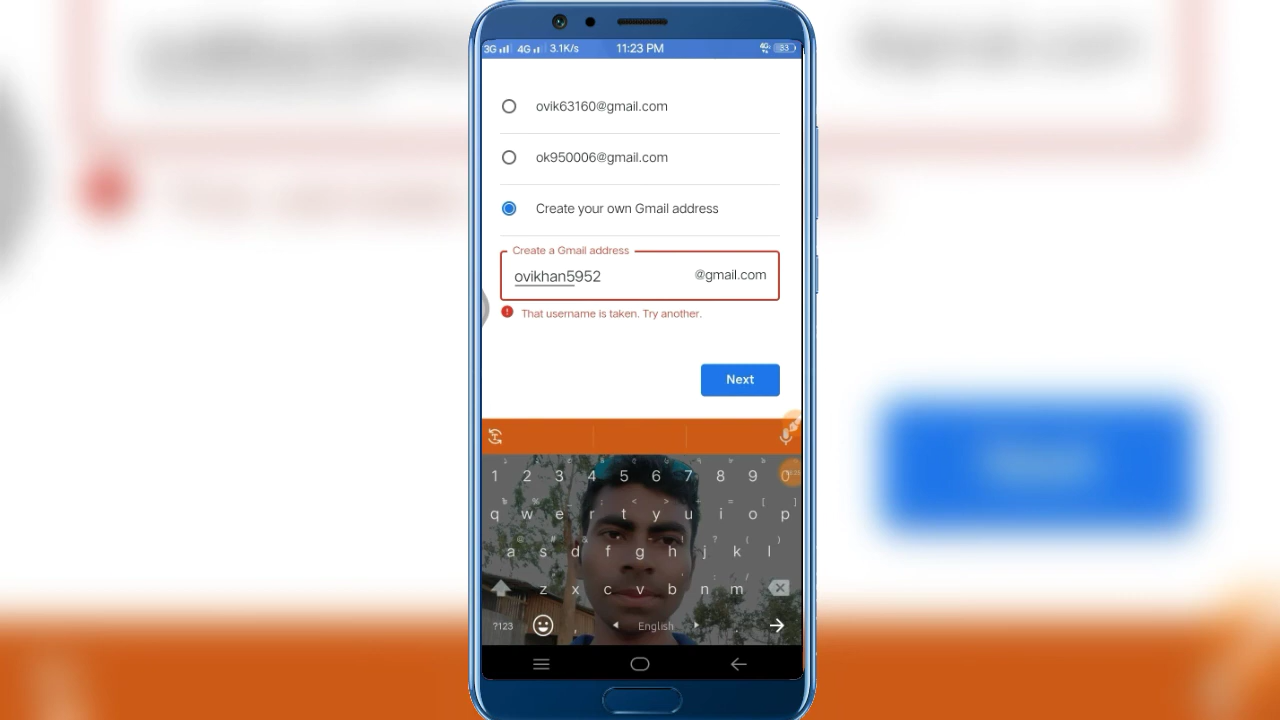 3G 4G 3.1K/s 11:23 PM 4G 33
ovik63160@gmail.com
ok950006@gmail.com
Create your own Gmail address
Create a Gmail address
ovikhan5952 @gmail.com
That username is taken. Try another.
Next
1 2 3 4 5 6 7 8 9 0
q w e r t y u i o p
a s d f g h j k l
z x c v b n m
?123 , English .